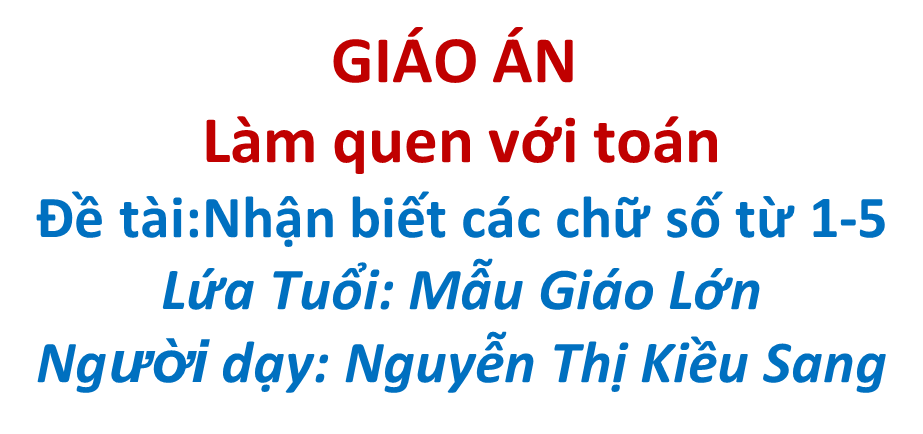 GIÁO ÁN
Làm quen với toán
Đề tài:Nhận biết các chữ số từ 1-5
Lứa Tuổi: Mẫu Giáo Lớn
Người dạy: Nguyễn Thị Kiều Sang